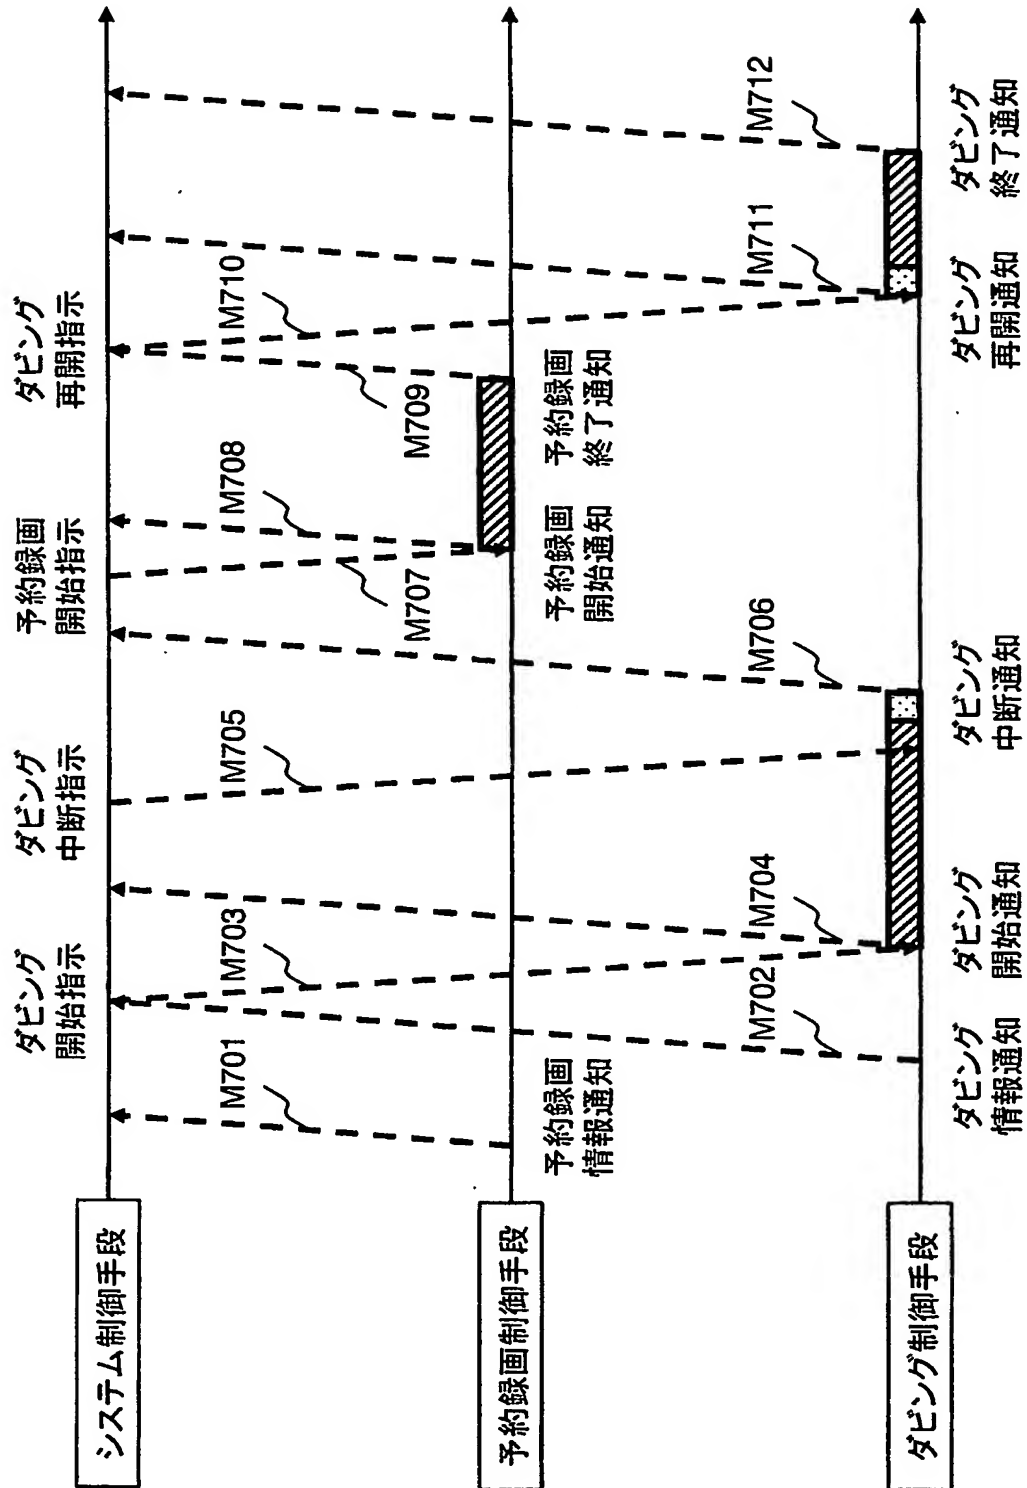 システム制御手段
ダビング
開始指示
ダビング
中断指示
予約録画
開始指示
ダビング
再開指示
M701
M703
M705
M707
M708
M709
M710
予約録画制御手段
予約録画
情報通知
予約録画
開始通知
予約録画
終了通知
M702
M704
M706
M711
M712
ダビング制御手段
ダビング
情報通知
ダビング
開始通知
ダビング
中断通知
ダビング
再開通知
ダビング
終了通知